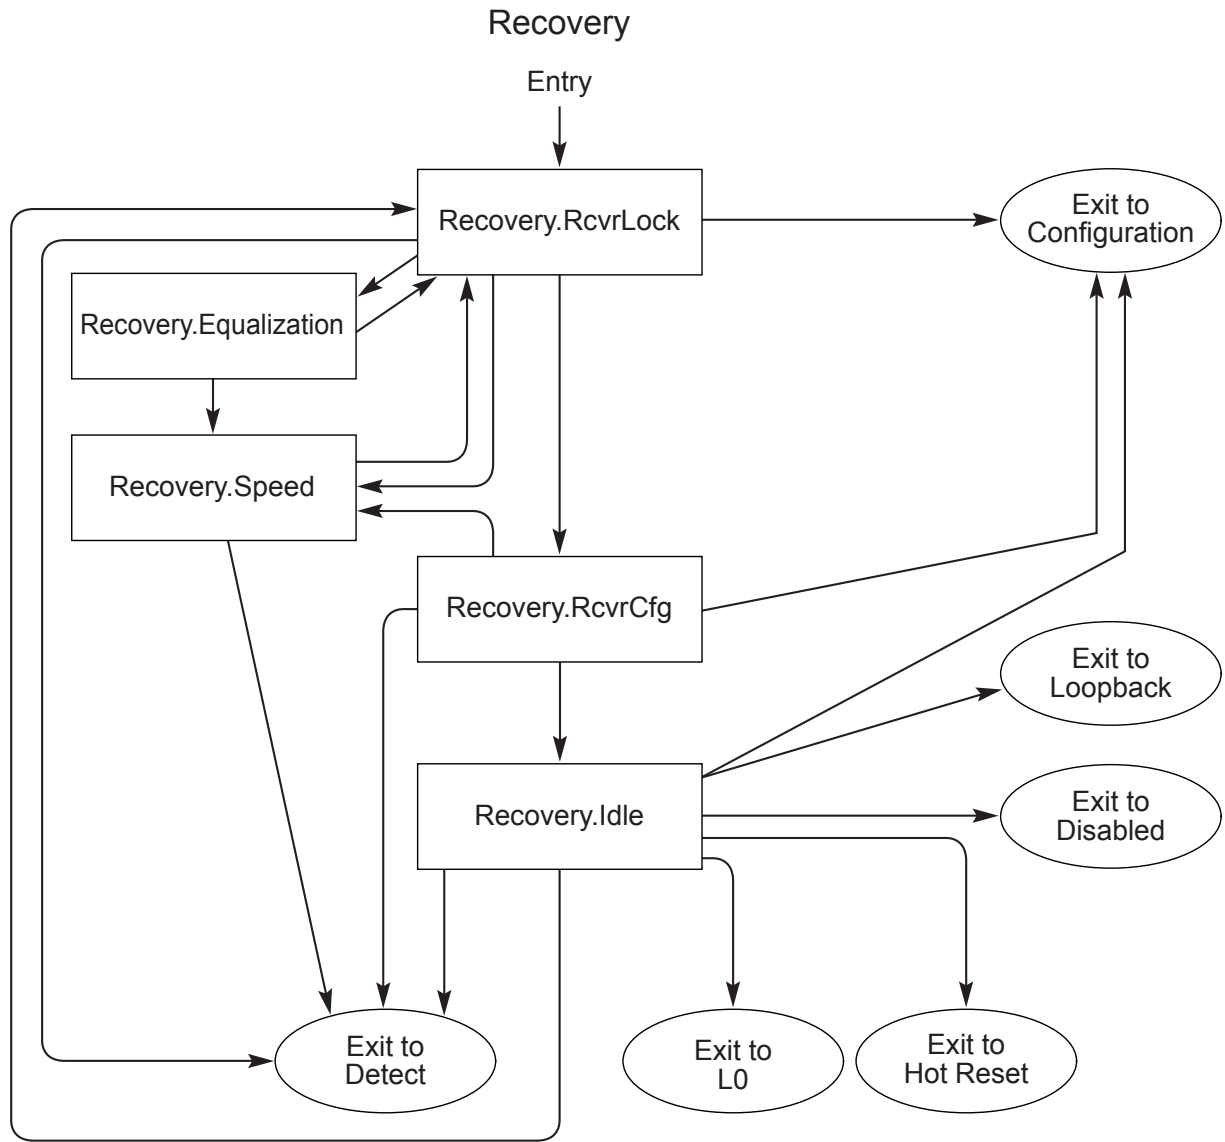 Recovery
Entry
Recovery.RcvrLock
Exit to
Configuration
Recovery.Equalization
Recovery.Speed
Recovery.RcvrCfg
Exit to
Loopback
Recovery.Idle
Exit to
Disabled
Exit to
Detect
Exit to
L0
Exit to
Hot Reset